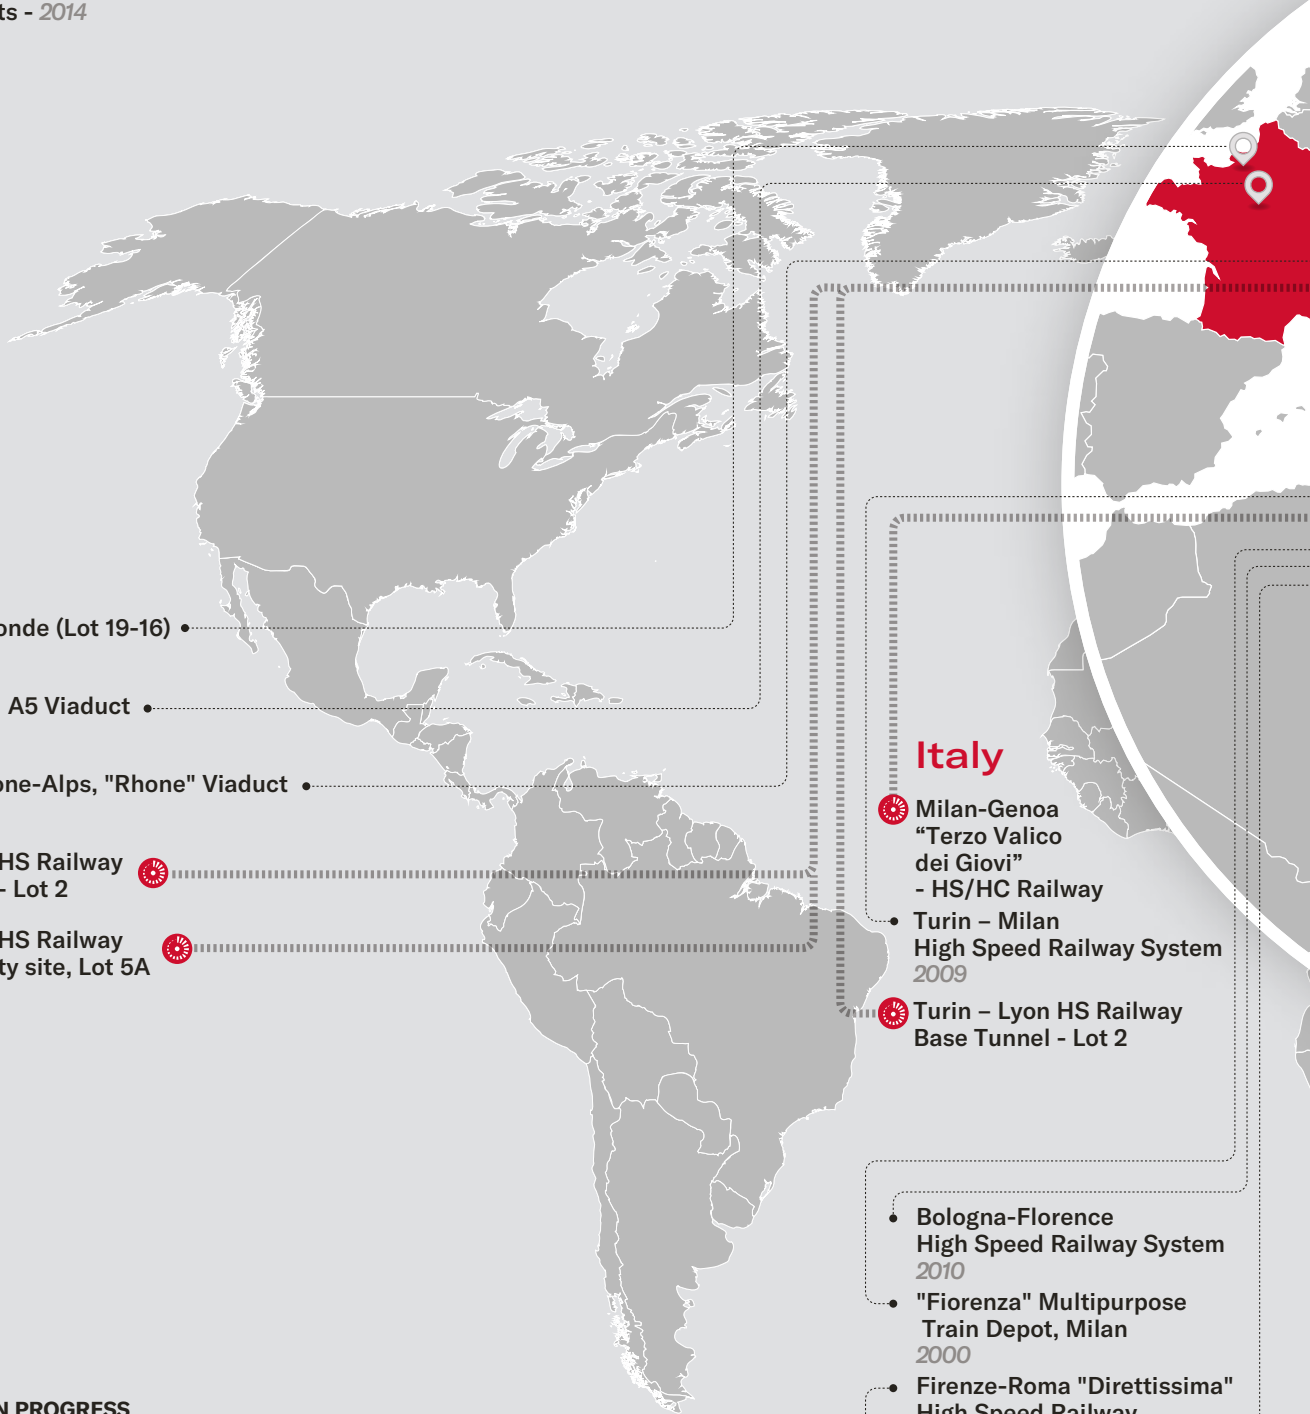 ts - 2014
onde (Lot 19-16)
A5 Viaduct
one-Alps, "Rhone" Viaduct
HS Railway
- Lot 2
HS Railway
ty site, Lot 5A
Italy
Milan-Genoa
“Terzo Valico
dei Giovi”
- HS/HC Railway
Turin – Milan
High Speed Railway System
2009
Turin – Lyon HS Railway
Base Tunnel - Lot 2
Bologna-Florence
High Speed Railway System
2010
"Fiorenza" Multipurpose
Train Depot, Milan
2000
Firenze-Roma "Direttissima"
High Speed Railway
N PROGRESS